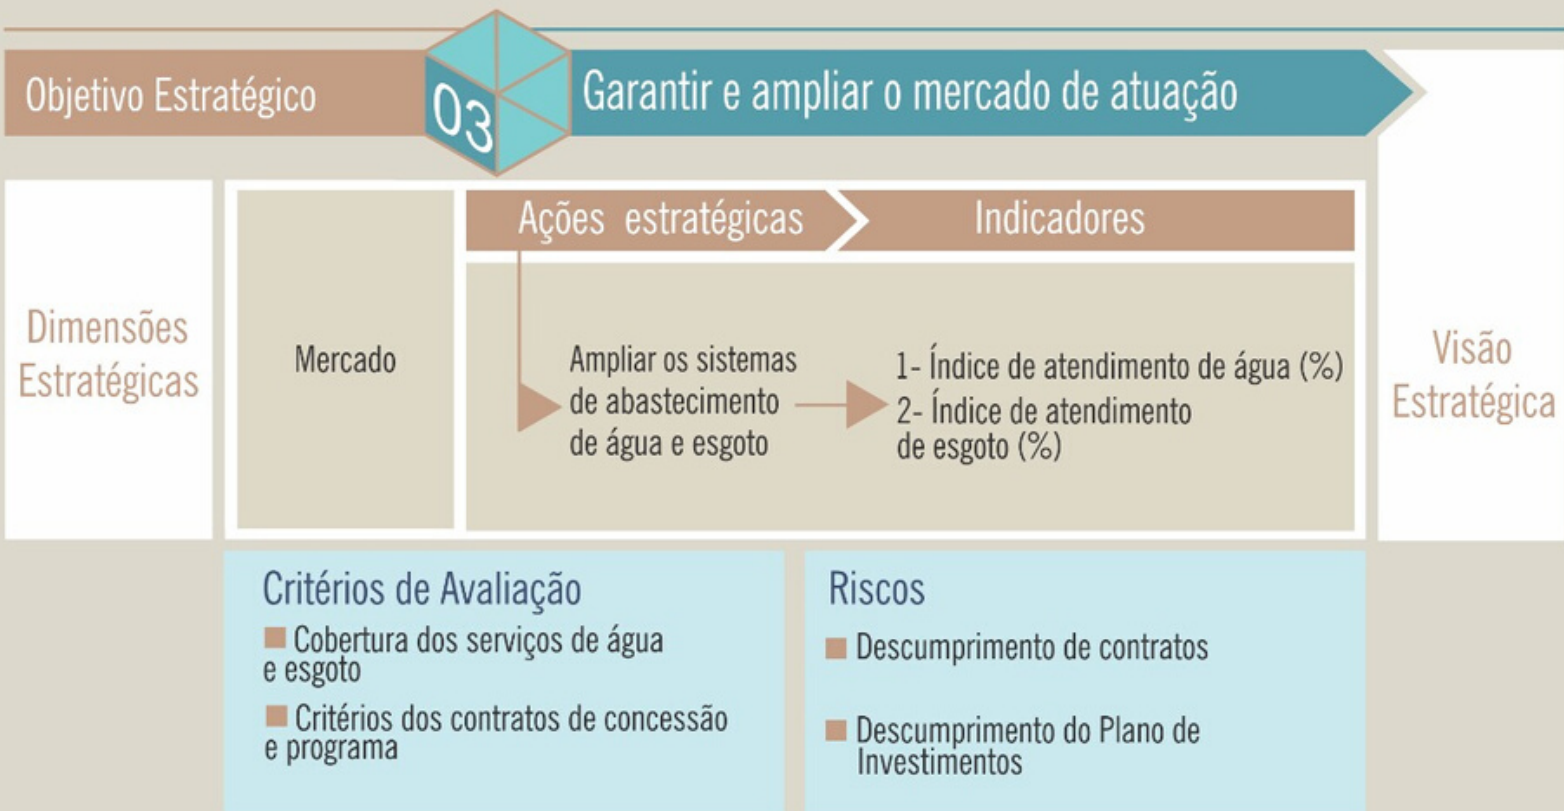 Objetivo Estratégico
03
Garantir e ampliar o mercado de atuação
Dimensões
Estratégicas
Mercado
Ações estratégicas
Indicadores
Ampliar os sistemas
de abastecimento
de água e esgoto
1- Índice de atendimento de água (%)
2- Índice de atendimento
de esgoto (%)
Visão
Estratégica
Critérios de Avaliação
Cobertura dos serviços de água
e esgoto
Critérios dos contratos de concessão
e programa
Riscos
Descumprimento de contratos
Descumprimento do Plano de
Investimentos